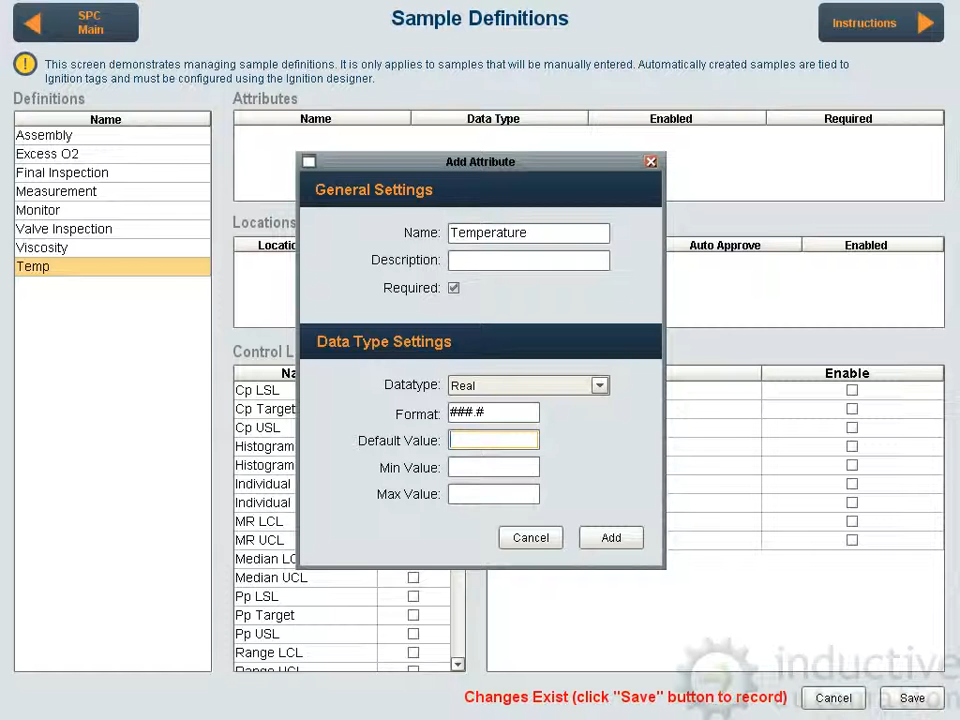 SPC
Main
Sample Definitions
Instructions
! This screen demonstrates managing sample definitions. It is only applies to samples that will be manually entered. Automatically created samples are tied to
Ignition tags and must be configured using the Ignition designer.
Definitions
Name
Assembly
Excess O2
Final Inspection
Measurement
Monitor
Valve Inspection
Viscosity
Temp
Attributes
Name Data Type Enabled Required
Locations
Auto Approve Enabled
Control
Enable
Cp LSL
Cp Target
Cp USL
Histogram
Histogram
Individual
Individual
MR LCL
MR UCL
Median
Median UCL
Pp LSL
Pp Target
Pp USL
Range LCL
Range UCL
Add Attribute
General Settings
Name: Temperature
Description:
Required:
Data Type Settings
Datatype: Real
Format: ###.#
Default Value:
Min Value:
Max Value:
Cancel Add
inductive
automation
Changes Exist (click "Save" button to record) Cancel Save